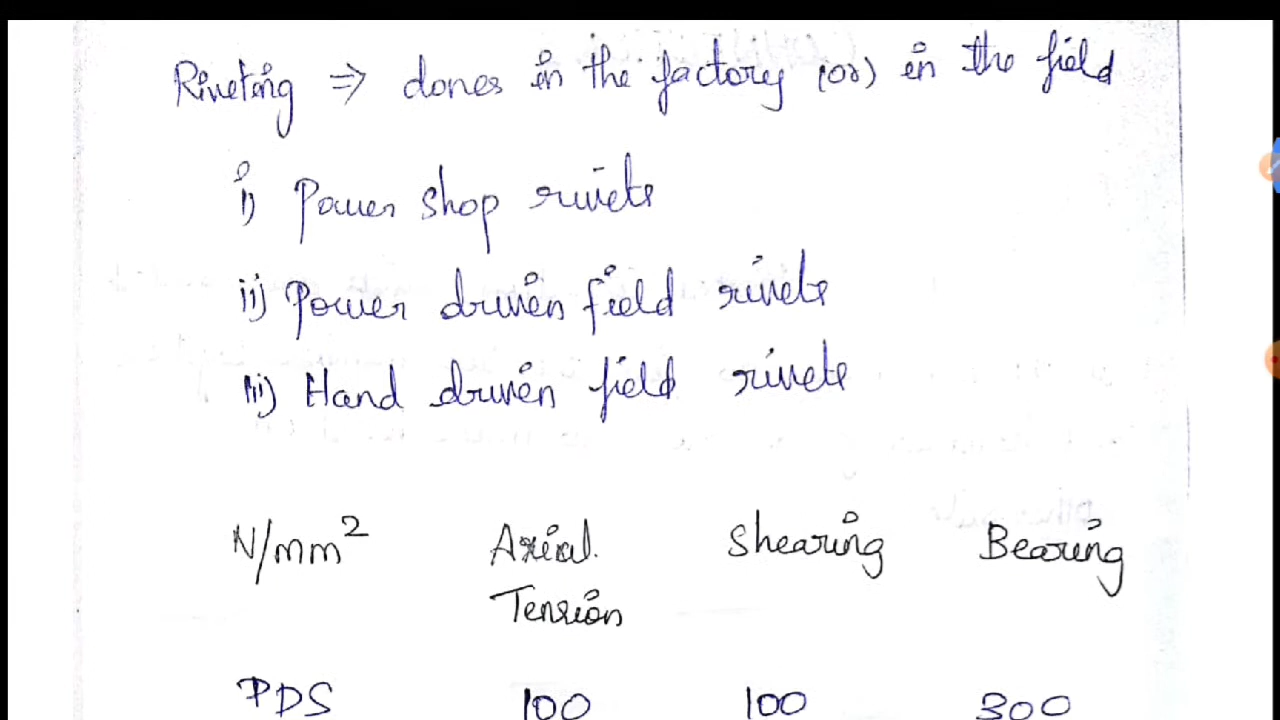 Riveting ⇒ dones in the factory (or) in the field
i) Power shop rivets
ii) Power driven field rivets
iii) Hand driven field rivets
N/mm² Axial Tension Shearing Bearing
PDS 100 100 300